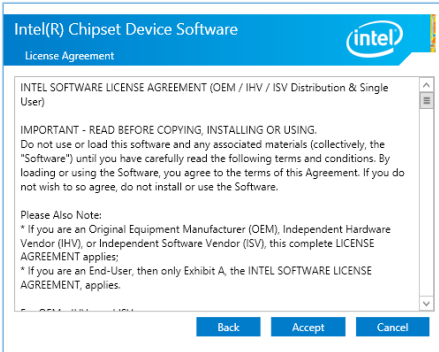 Intel(R) Chipset Device Software
intel
License Agreement
INTEL SOFTWARE LICENSE AGREEMENT (OEM / IHV / ISV Distribution & Single
User)
IMPORTANT - READ BEFORE COPYING, INSTALLING OR USING.
Do not use or load this software and any associated materials (collectively, the
"Software") until you have carefully read the following terms and conditions. By
loading or using the Software, you agree to the terms of this Agreement. If you do
not wish to so agree, do not install or use the Software.
Please Also Note:
* If you are an Original Equipment Manufacturer (OEM), Independent Hardware
Vendor (IHV), or Independent Software Vendor (ISV), this complete LICENSE
AGREEMENT applies;
* If you are an End-User, then only Exhibit A, the INTEL SOFTWARE LICENSE
AGREEMENT, applies.
Back Accept Cancel